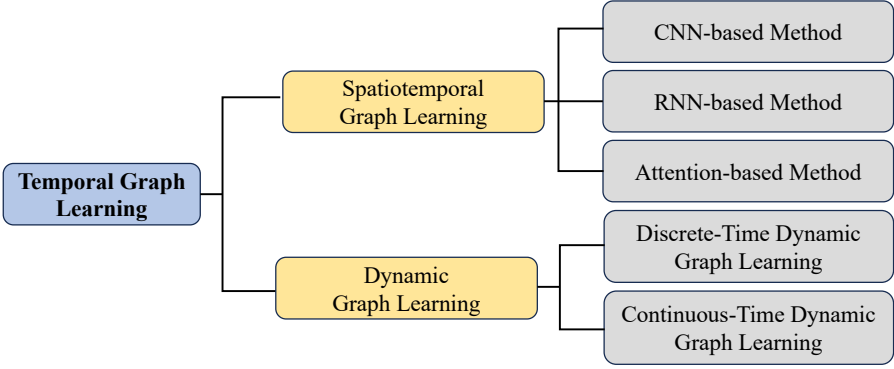 Temporal Graph
Learning
Spatiotemporal
Graph Learning
CNN-based Method
RNN-based Method
Attention-based Method
Dynamic
Graph Learning
Discrete-Time Dynamic
Graph Learning
Continuous-Time Dynamic
Graph Learning